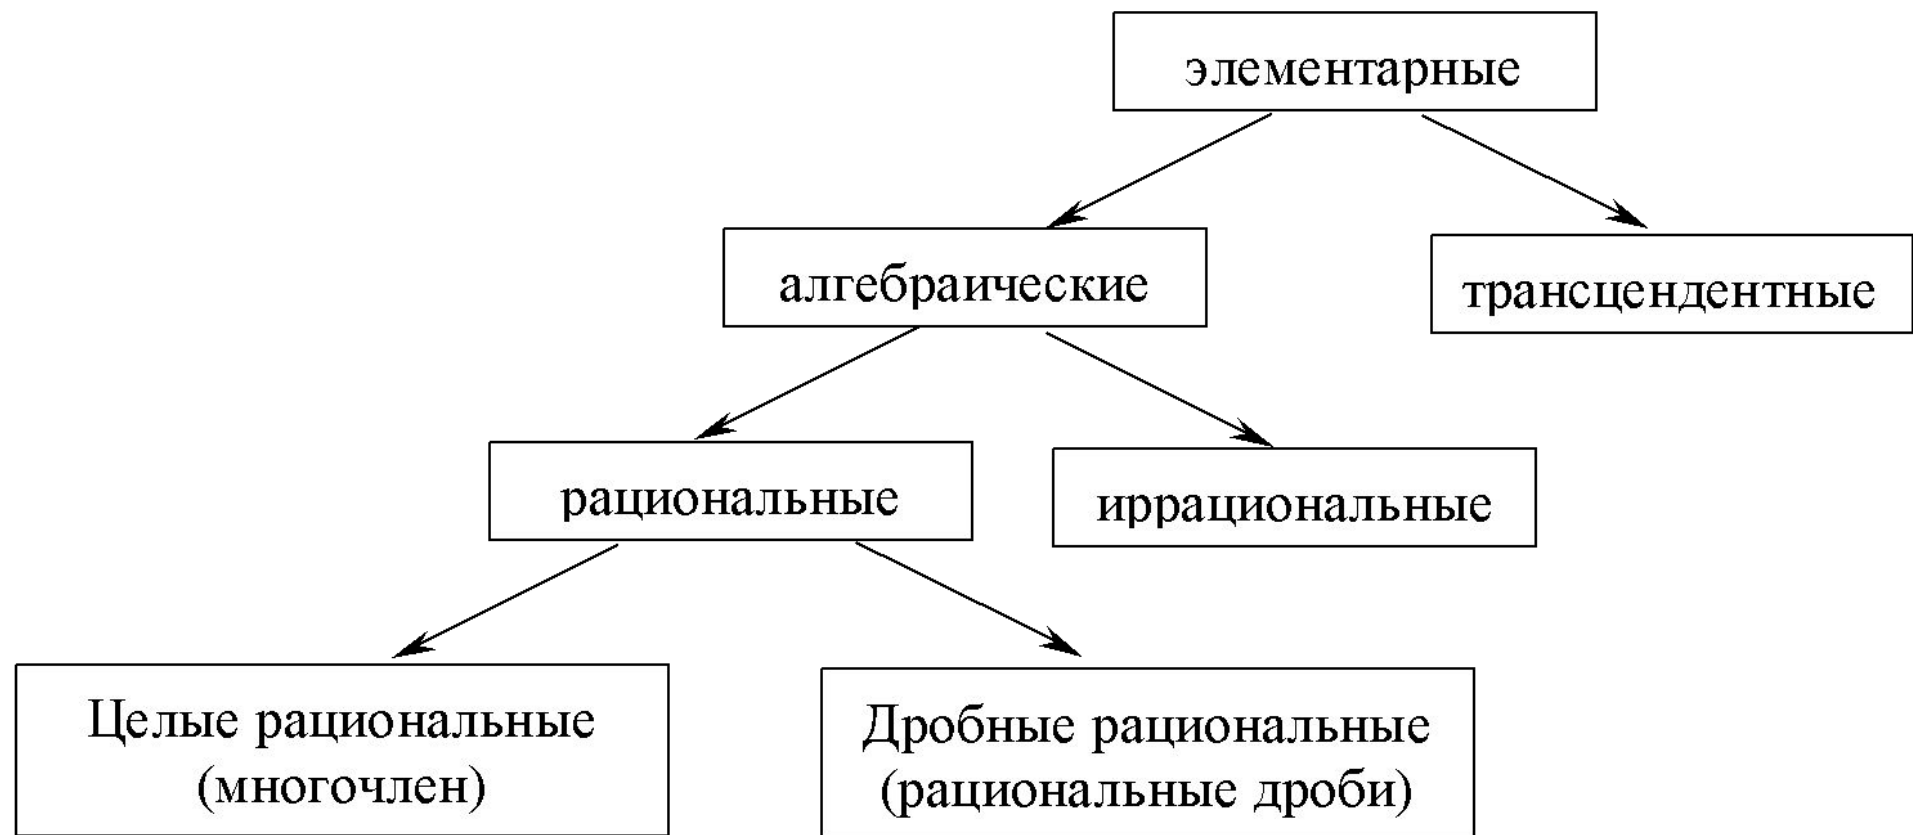 элементарные
алгебраические
трансцендентные
рациональные
иррациональные
Целые рациональные
(многочлен)
Дробные рациональные
(рациональные дроби)